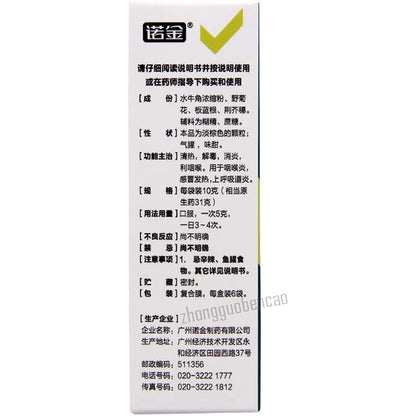 诺金®
请仔细阅读说明书并按说明使用
或在药师指导下购买和使用
[成 份] 水牛角浓缩粉、野菊
花、板蓝根、荆芥穗。
辅料为糊精、蔗糖。
[性 状] 本品为淡棕色的颗粒；
气腥，味甜。
[功能主治] 清热，解毒，消炎，
利咽喉。用于咽喉炎，
感冒发热，上呼吸道炎。
[规 格] 每袋装10克（相当原
生药31克）
[用法用量] 口服，一次5克，
一日3~4次。
[不良反应] 尚不明确
[禁 忌] 尚不明确
[注意事项] 1．忌辛辣、鱼腥食
物。其它详见说明书。
[贮 藏] 密封。
[包 装] 复合膜，每盒装6袋。
zhongguobencao
[生产企业]
企业名称：广州诺金制药有限公司
生产地址：广州经济技术开发区永
和经济区田园西路37号
邮政编码：511356
电话号码：020-3222 1777
传真号码：020-3222 1812